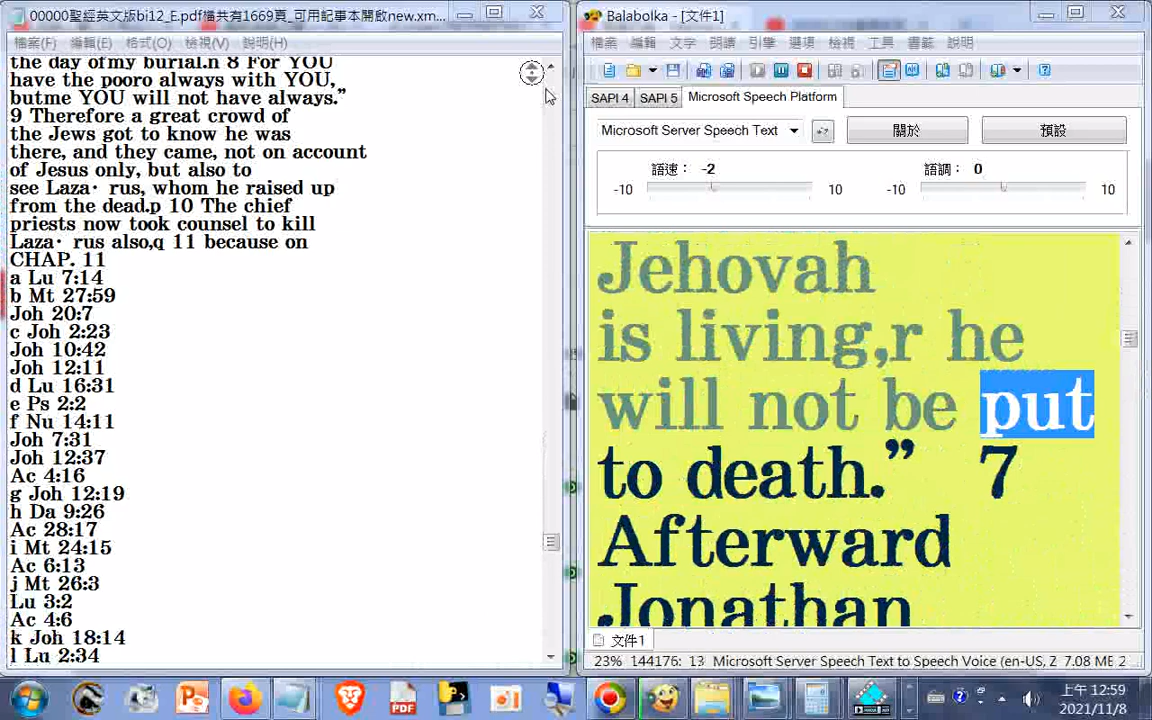 00000聖經英文版bi12_E.pdf檔共有1669頁_可用記事本開啟new.xm...
檔案(F) 編輯(E) 格式(O) 檢視(V) 說明(H)
the day ofmy burial.n 8 For YOU
have the pooro always with YOU,
butme YOU will not have always.”
9 Therefore a great crowd of
the Jews got to know he was
there, and they came, not on account
of Jesus only, but also to
see Laza· rus, whom he raised up
from the dead.p 10 The chief
priests now took counsel to kill
Laza· rus also,q 11 because on
CHAP. 11
a Lu 7:14
b Mt 27:59
Joh 20:7
c Joh 2:23
Joh 10:42
Joh 12:11
d Lu 16:31
e Ps 2:2
f Nu 14:11
Joh 7:31
Joh 12:37
Ac 4:16
g Joh 12:19
h Da 9:26
Ac 28:17
i Mt 24:15
Ac 6:13
j Mt 26:3
Lu 3:2
Ac 4:6
k Joh 18:14
l Lu 2:34
Balabolka - [文件1]
檔案 編輯 文字 朗讀 引擎 選項 檢視 工具 書籤 說明
SAPI 4 SAPI 5 Microsoft Speech Platform
Microsoft Server Speech Text 關於 預設
語速： -2 語調： 0
-10 10 -10 10
Jehovah
is living,r he
will not be put
to death.” 7
Afterward
Jonathan
文件1
23% 144176: 13 Microsoft Server Speech Text to Speech Voice (en-US, Z 7.08 MB 2
PDF
上午 12:59
2021/11/8